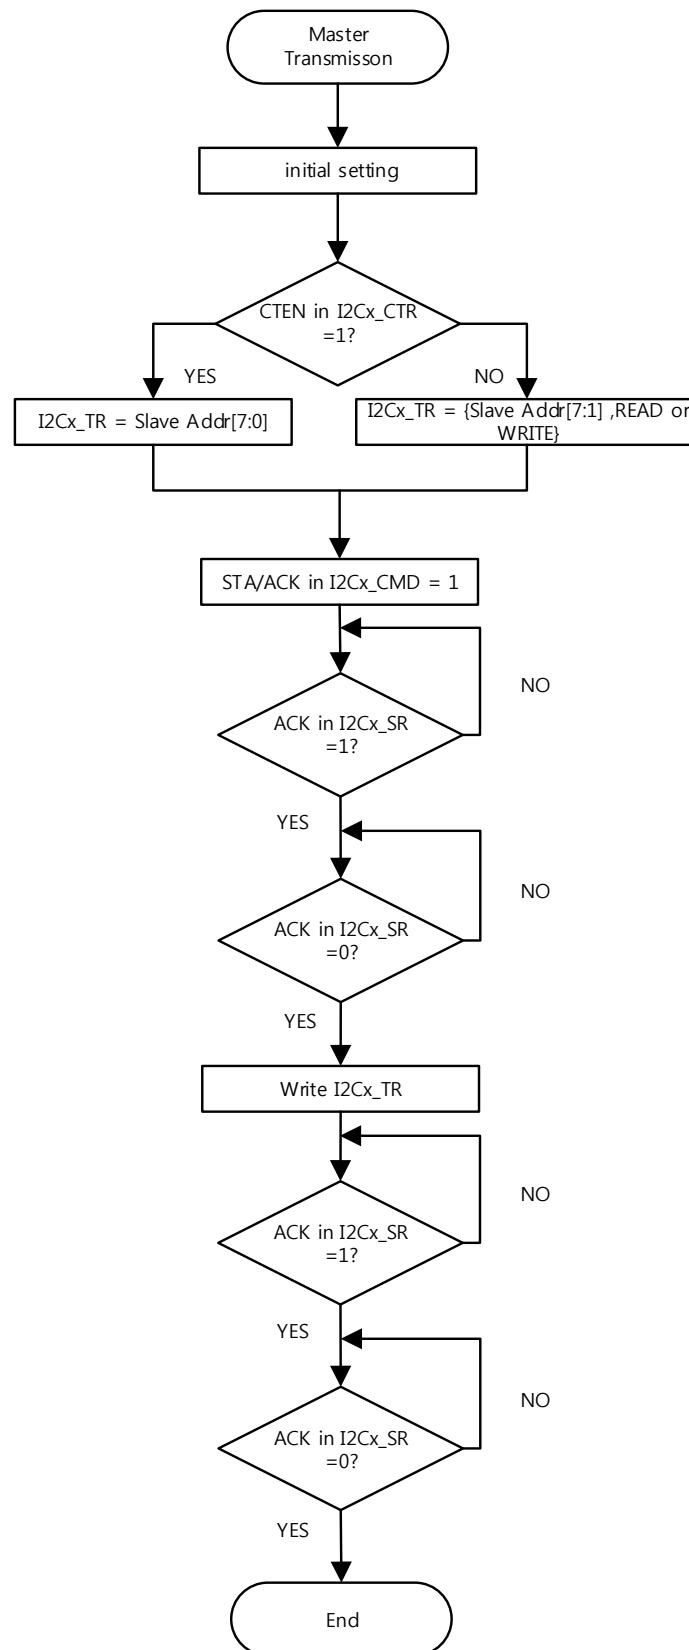 Master
Transmisson
initial setting
CTEN in I2Cx_CTR
=1?
YES
NO
I2Cx_TR = Slave Addr[7:0]
I2Cx_TR = {Slave Addr[7:1] ,READ or
WRITE}
STA/ACK in I2Cx_CMD = 1
NO
ACK in I2Cx_SR
=1?
YES
NO
ACK in I2Cx_SR
=0?
YES
Write I2Cx_TR
NO
ACK in I2Cx_SR
=1?
YES
NO
ACK in I2Cx_SR
=0?
YES
End